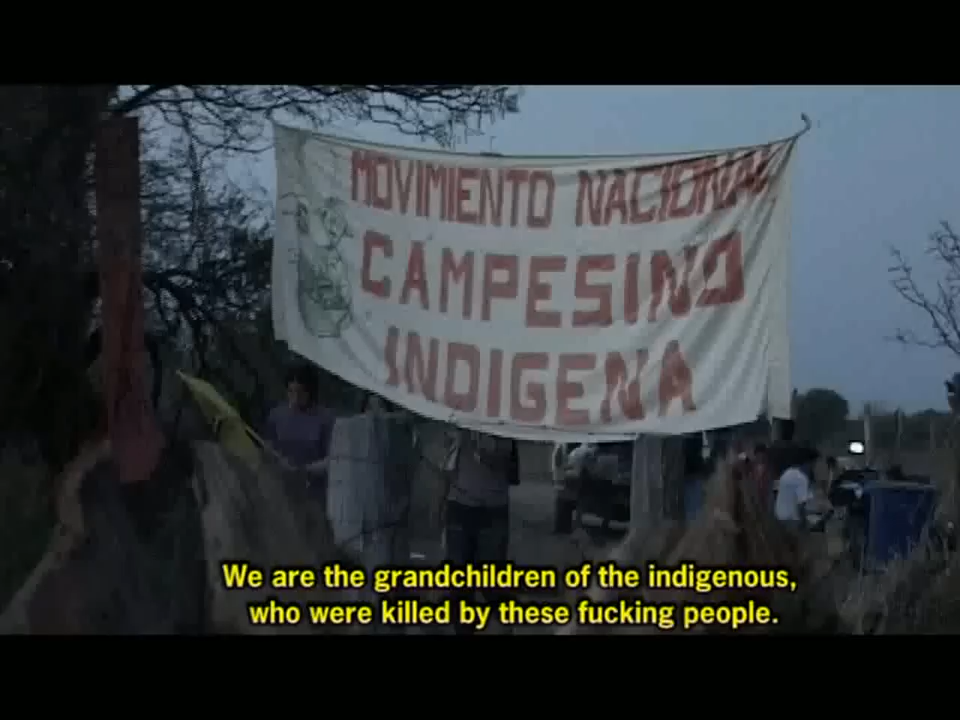 MOVIMIENTO NACIONAL
CAMPESINO
INDIGENA
We are the grandchildren of the indigenous,
who were killed by these fucking people.